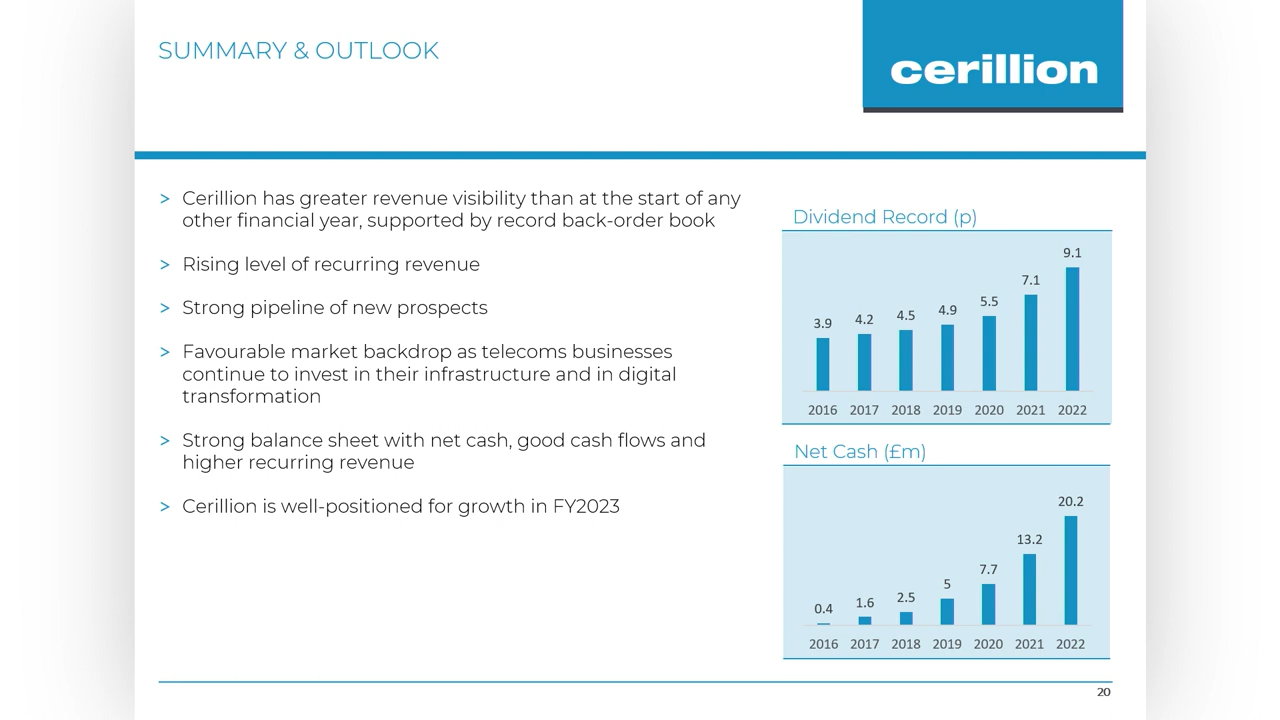 SUMMARY & OUTLOOK
cerillion
> Cerillion has greater revenue visibility than at the start of any
other financial year, supported by record back-order book
> Rising level of recurring revenue
> Strong pipeline of new prospects
> Favourable market backdrop as telecoms businesses
continue to invest in their infrastructure and in digital
transformation
> Strong balance sheet with net cash, good cash flows and
higher recurring revenue
> Cerillion is well-positioned for growth in FY2023
Dividend Record (p)
3.9 4.2 4.5 4.9 5.5 7.1 9.1
2016 2017 2018 2019 2020 2021 2022
Net Cash (£m)
0.4 1.6 2.5 5 7.7 13.2 20.2
2016 2017 2018 2019 2020 2021 2022
20